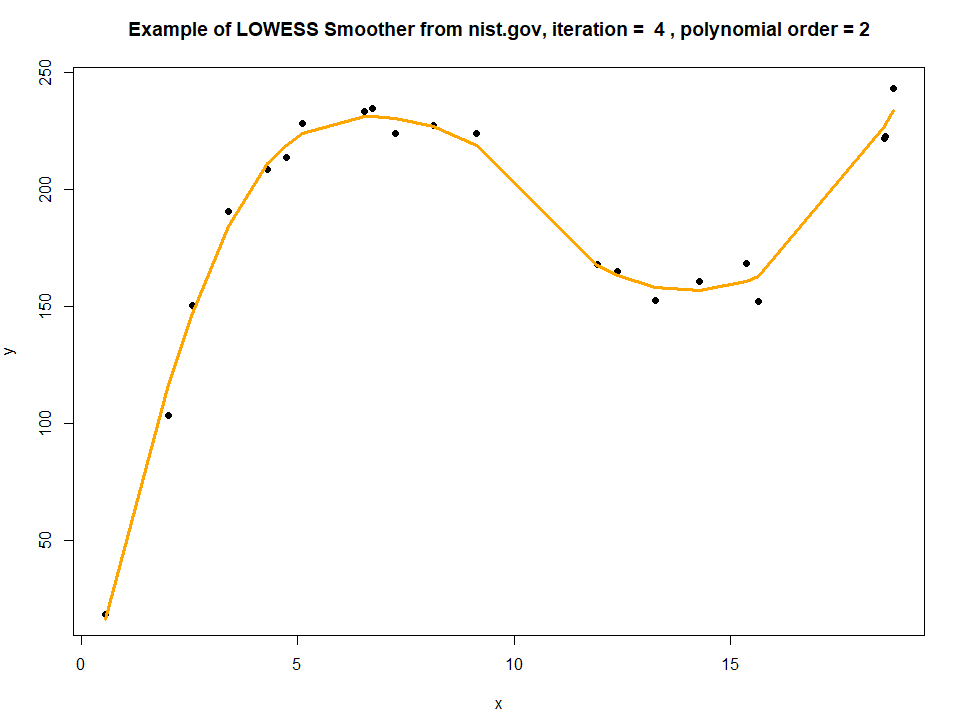 Example of LOWESS Smoother from nist.gov, iteration =  4 , polynomial order = 2
250
200
150
100
50
y
0 5 10 15
x